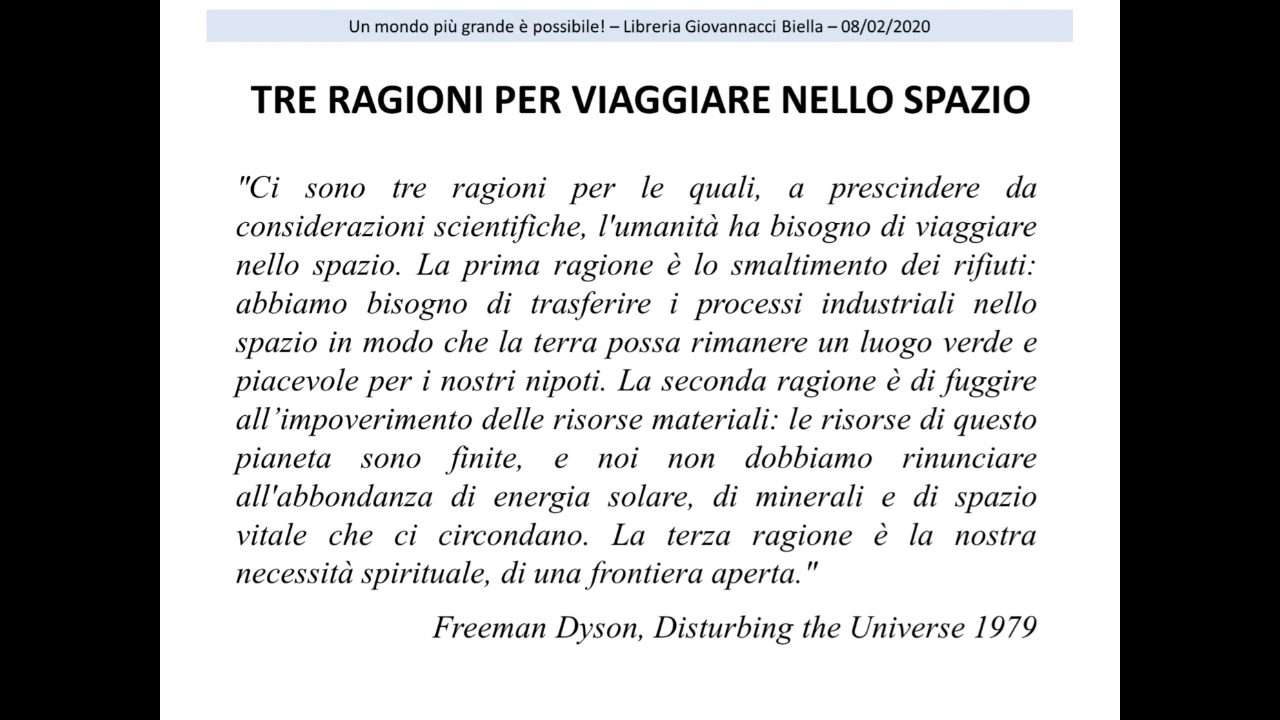 Un mondo più grande è possibile! – Libreria Giovannacci Biella – 08/02/2020
TRE RAGIONI PER VIAGGIARE NELLO SPAZIO
"Ci sono tre ragioni per le quali, a prescindere da
considerazioni scientifiche, l'umanità ha bisogno di viaggiare
nello spazio. La prima ragione è lo smaltimento dei rifiuti:
abbiamo bisogno di trasferire i processi industriali nello
spazio in modo che la terra possa rimanere un luogo verde e
piacevole per i nostri nipoti. La seconda ragione è di fuggire
all’impoverimento delle risorse materiali: le risorse di questo
pianeta sono finite, e noi non dobbiamo rinunciare
all'abbondanza di energia solare, di minerali e di spazio
vitale che ci circondano. La terza ragione è la nostra
necessità spirituale, di una frontiera aperta."
Freeman Dyson, Disturbing the Universe 1979